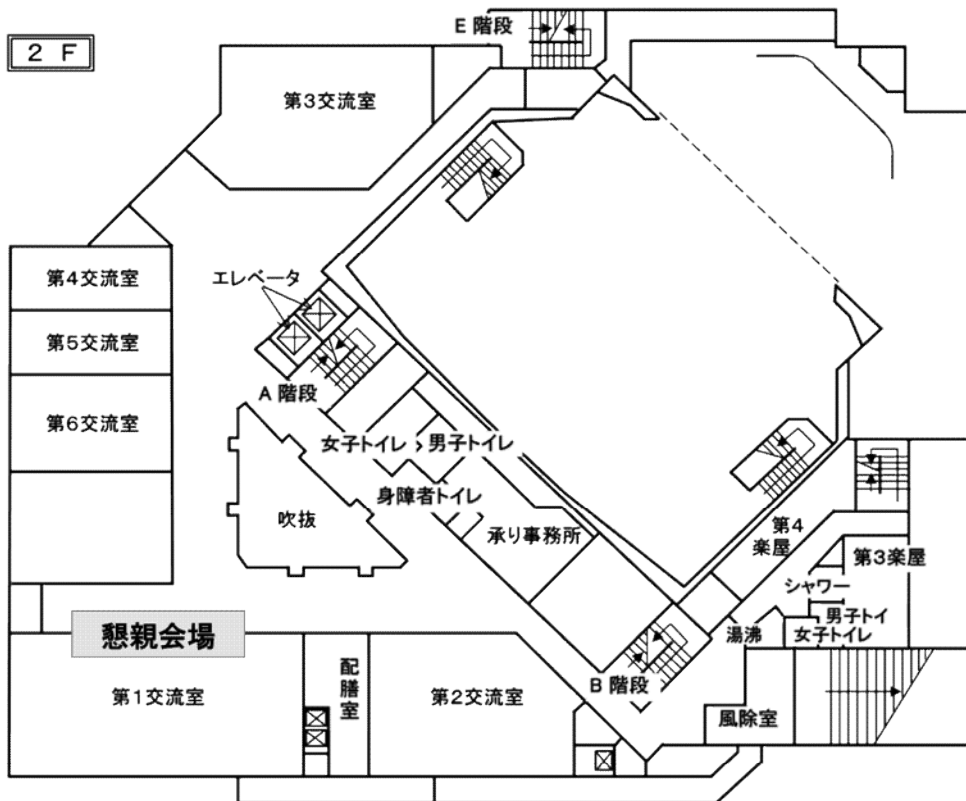 E 階段
2 F
第3交流室
第4交流室
エレベータ
第5交流室
A 階段
第6交流室
女子トイレ
男子トイレ
身障者トイレ
吹抜
承り事務所
第4
楽屋
第3楽屋
シャワー
男子トイ
女子トイレ
湯沸
懇親会場
第1交流室
配膳室
第2交流室
B 階段
風除室